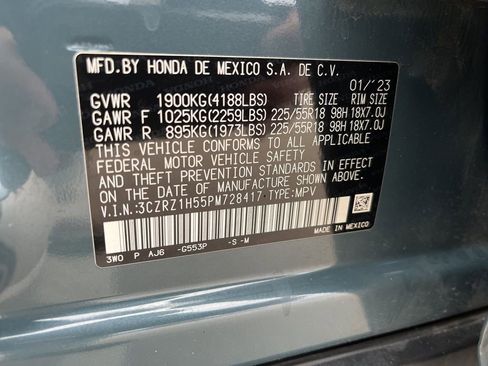 MFD.BY HONDA DE MEXICO S.A. DE C.V.
01/'23
GVWR 1900KG(4188LBS) TIRE SIZE RIM SIZE
GAWR F 1025KG(2259LBS) 225/55R18 98H 18X7.0J
GAWR R 895KG(1973LBS) 225/55R18 98H 18X7.0J
THIS VEHICLE CONFORMS TO ALL APPLICABLE
FEDERAL MOTOR VEHICLE SAFETY
AND THEFT PREVENTION STANDARDS IN EFFECT
ON THE DATE OF MANUFACTURE SHOWN ABOVE.
V.I.N.:3CZRZ1H55PM728417 TYPE:MPV
3WO P AJ6 -G553P -S -M
MADE IN MEXICO